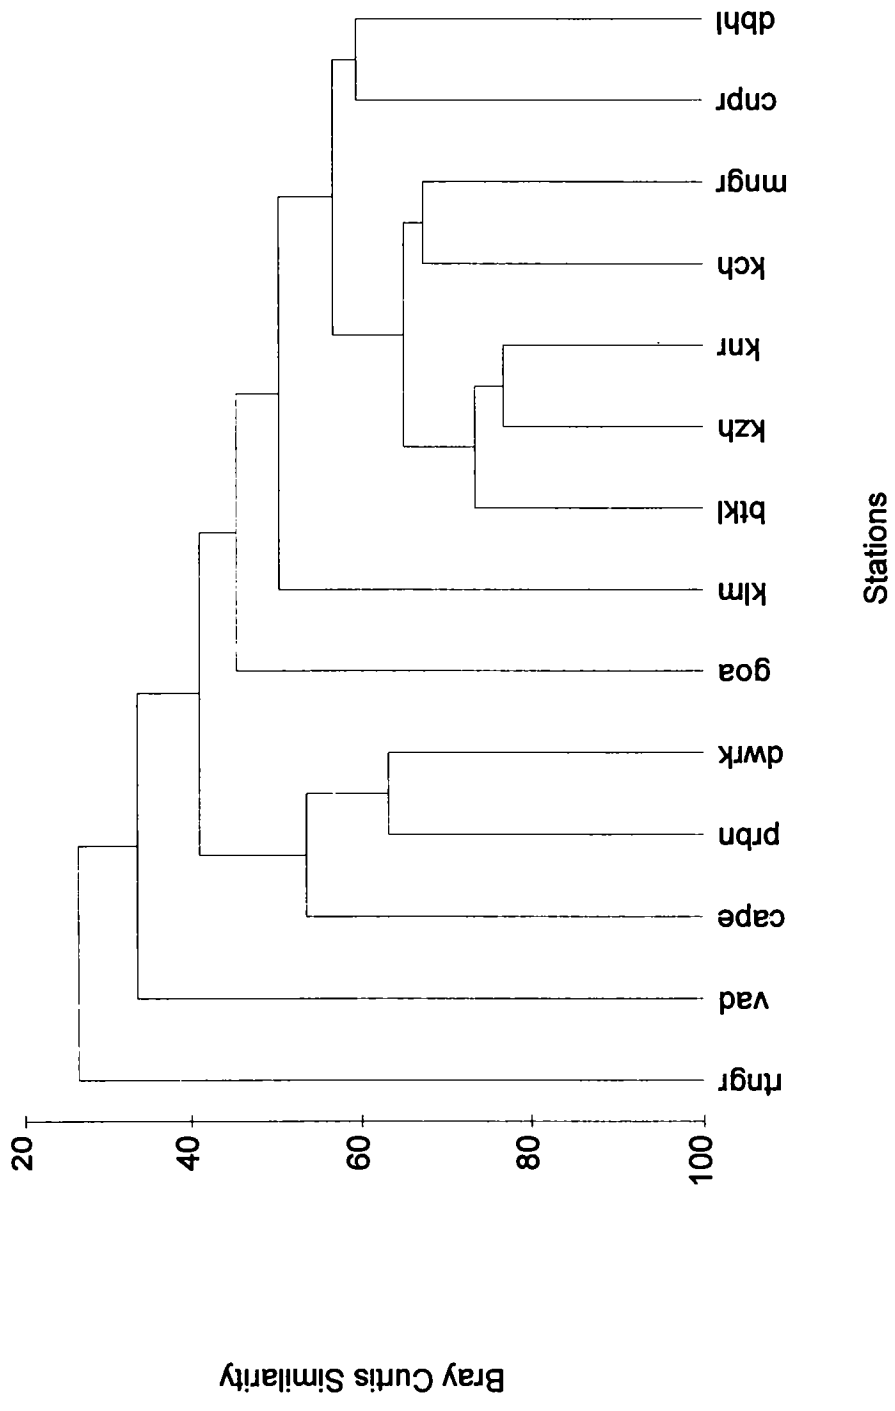 dbhl
cnpr
mngr
kch
knr
kzh
btkl
klm
goa
dwrk
prbn
cape
vad
rtngr
Stations
20
40
60
80
100
Bray Curtis Similarity